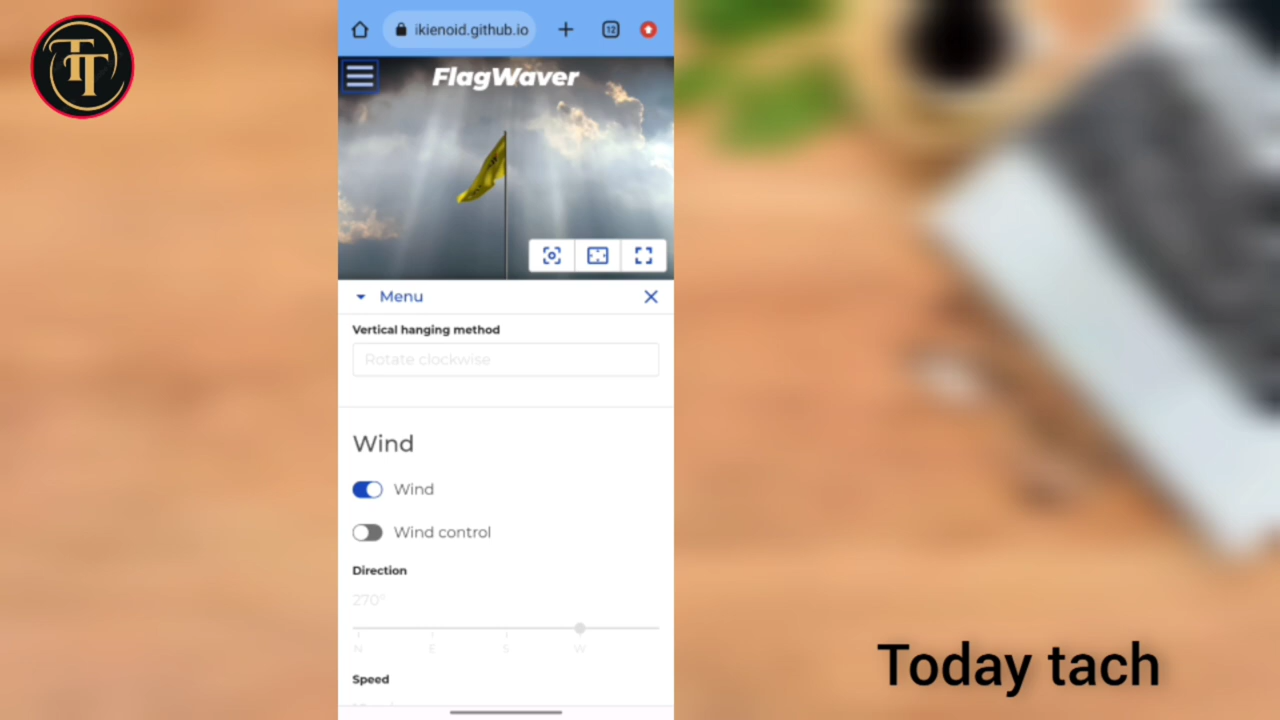 TT
12
ikienoid.github.io
FlagWaver
Menu
Vertical hanging method
Rotate clockwise
Wind
Wind
Wind control
Direction
270°
N E S W
Speed
Today tach